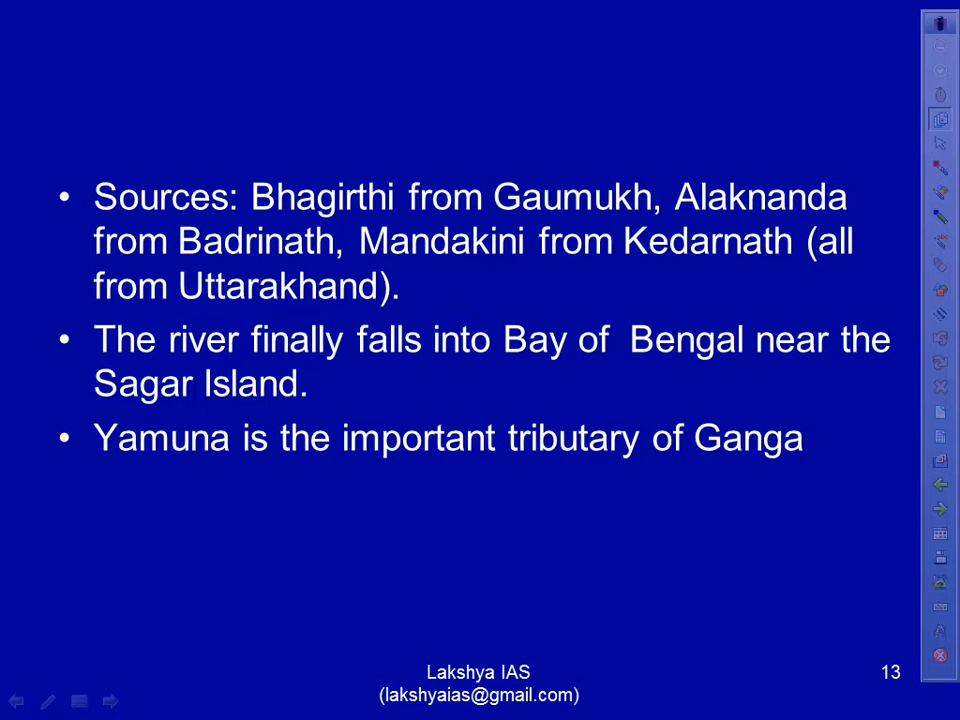 • Sources: Bhagirthi from Gaumukh, Alaknanda
from Badrinath, Mandakini from Kedarnath (all
from Uttarakhand).
• The river finally falls into Bay of  Bengal near the
Sagar Island.
• Yamuna is the important tributary of Ganga
Lakshya IAS
(lakshyaias@gmail.com)
13